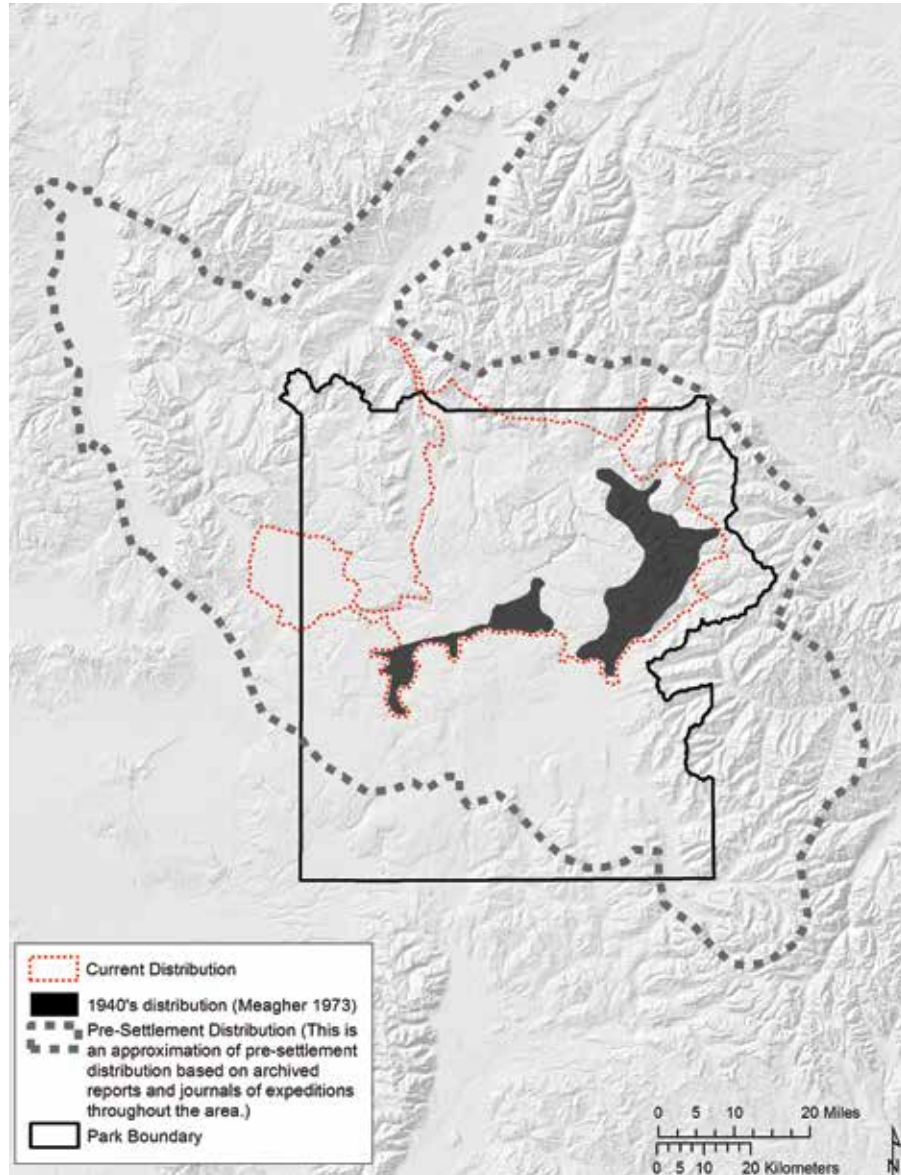 Current Distribution
1940's distribution (Meagher 1973)
Pre-Settlement Distribution (This is
an approximation of pre-settlement
distribution based on archived
reports and journals of expeditions
throughout the area.)
Park Boundary
0 5 10 20 Miles
0 5 10 20 Kilometers
N